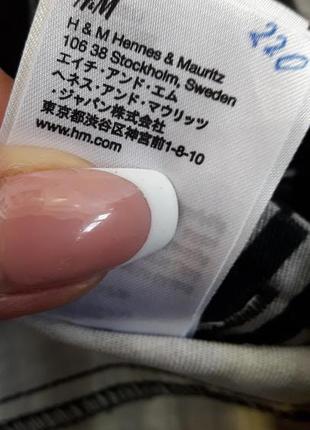 H&M
H & M Hennes & Mauritz
106 38 Stockholm, Sweden
エイチ・アンド・エム
ヘネス・アンド・マウリッツ
・ジャパン株式会社
東京都渋谷区神宮前1-8-10
www.hm.com
220